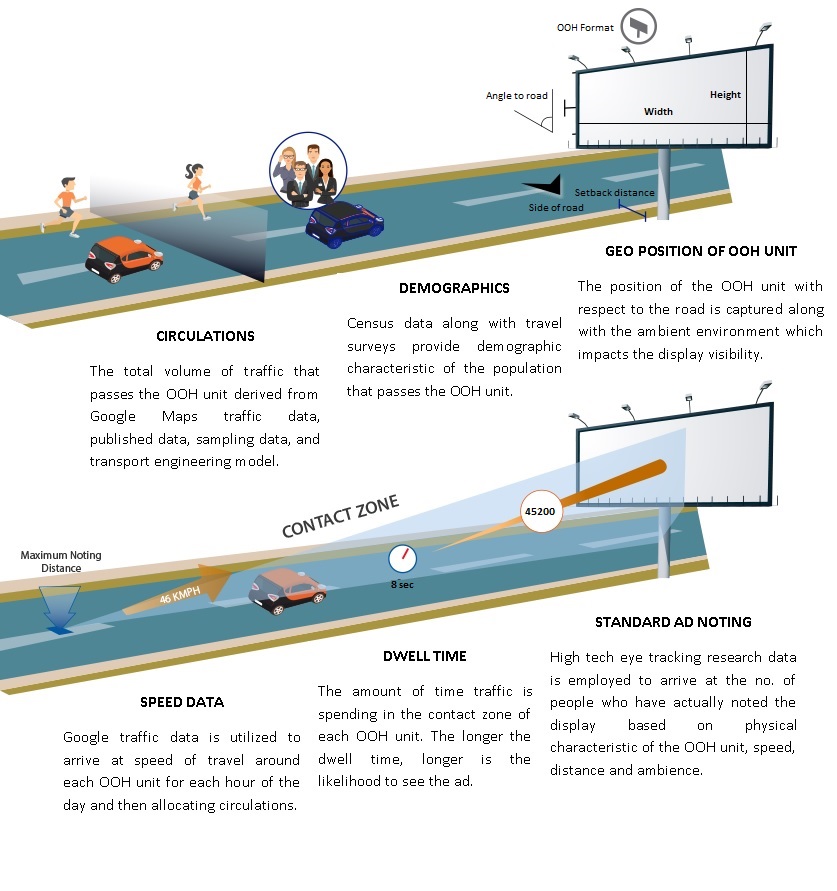 OOH Format
Angle to road
Height
Width
Setback distance
Side of road
GEO POSITION OF OOH UNIT
The position of the OOH unit with
respect to the road is captured along
with the ambient environment which
impacts the display visibility.
DEMOGRAPHICS
Census data along with travel
surveys provide demographic
characteristic of the population
that passes the OOH unit.
CIRCULATIONS
The total volume of traffic that
passes the OOH unit derived from
Google Maps traffic data,
published data, sampling data, and
transport engineering model.
CONTACT ZONE
45200
Maximum Noting
Distance
46 KMPH
8 sec
STANDARD AD NOTING
High tech eye tracking research data
is employed to arrive at the no. of
people who have actually noted the
display based on physical
characteristic of the OOH unit, speed,
distance and ambience.
DWELL TIME
The amount of time traffic is
spending in the contact zone of
each OOH unit. The longer the
dwell time, longer is the
likelihood to see the ad.
SPEED DATA
Google traffic data is utilized to
arrive at speed of travel around
each OOH unit for each hour of the
day and then allocating circulations.